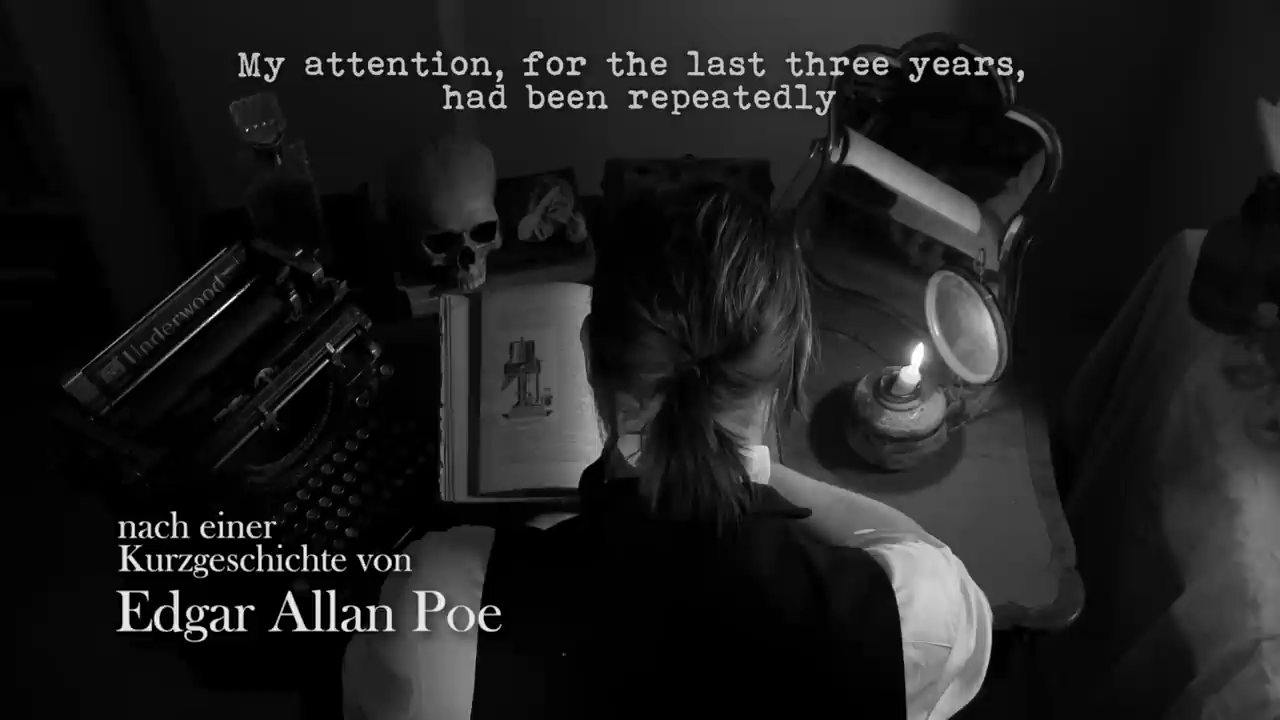 My attention, for the last three years,
had been repeatedly
Underwood
nach einer
Kurzgeschichte von
Edgar Allan Poe